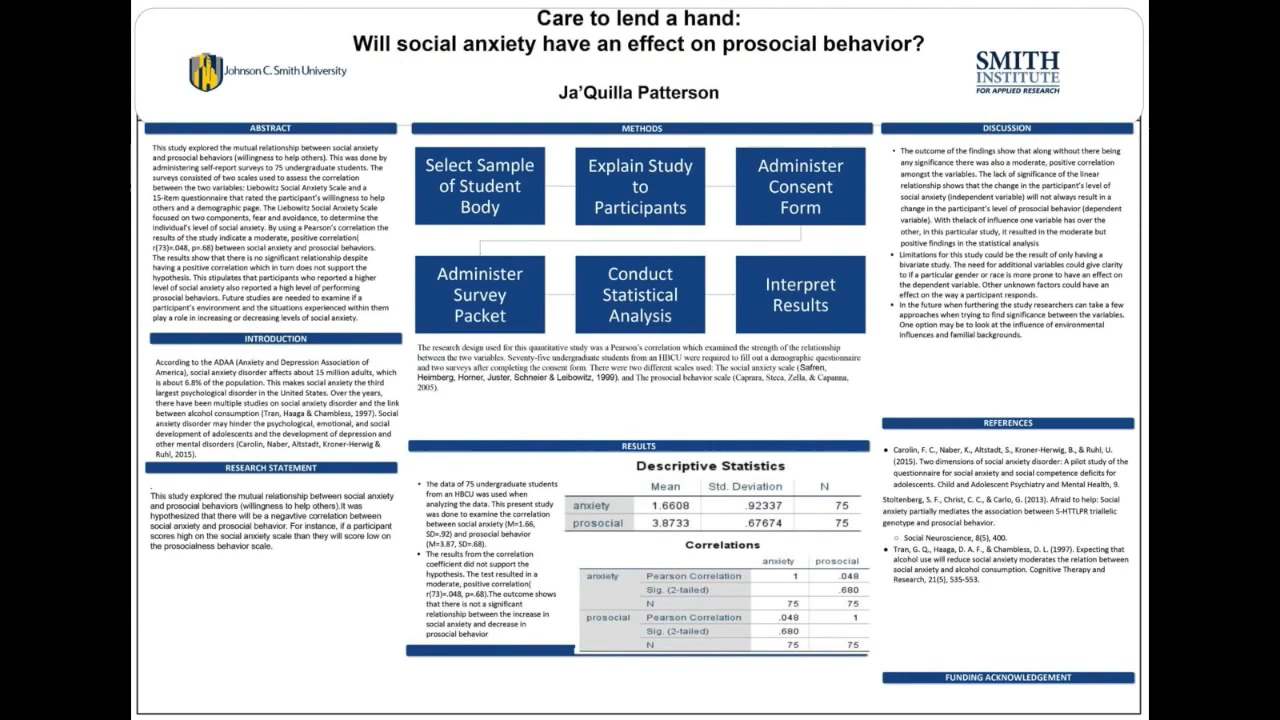 Care to lend a hand:
Will social anxiety have an effect on prosocial behavior?
Johnson C. Smith University
SMITH
INSTITUTE
FOR APPLIED RESEARCH
Ja'Quilla Patterson
ABSTRACT
This study explored the mutual relationship between social anxiety
and prosocial behaviors (willingness to help others). This was done by
administering self-report surveys to 75 undergraduate students. The
surveys consisted of two scales used to assess the correlation
between the two variables: Liebowitz Social Anxiety Scale and a
15-item questionnaire that rated the participant's willingness to help
others and a demographic page. The Liebowitz Social Anxiety Scale
focused on two components, fear and avoidance, to determine the
individual's level of social anxiety. By using a Pearson's correlation the
results of the study indicate a moderate, positive correlation(
r(73)=.048, p=.68) between social anxiety and prosocial behaviors.
The results show that there is no significant relationship despite
having a positive correlation which in turn does not support the
hypothesis. This stipulates that participants who reported a higher
level of social anxiety also reported a high level of performing
prosocial behaviors. Future studies are needed to examine if a
participant's environment and the situations experienced within them
play a role in increasing or decreasing levels of social anxiety.
INTRODUCTION
According to the ADAA (Anxiety and Depression Association of
America), social anxiety disorder affects about 15 million adults, which
is about 6.8% of the population. This makes social anxiety the third
largest psychological disorder in the United States. Over the years,
there have been multiple studies on social anxiety disorder and the link
between alcohol consumption (Tran, Haaga & Chambless, 1997). Social
anxiety disorder may hinder the psychological, emotional, and social
development of adolescents and the development of depression and
other mental disorders (Carolin, Naber, Altstadt, Kroner-Herwig &
Ruhl, 2015).
RESEARCH STATEMENT
.
This study explored the mutual relationship between social anxiety
and prosocial behaviors (willingness to help others).It was
hypothesized that there will be a negavtive correlation between
social anxiety and prosocial behavior. For instance, if a participant
scores high on the social anxiety scale than they will score low on
the prosocialness behavior scale.
METHODS
Select Sample
of Student
Body
Explain Study
to
Participants
Administer
Consent
Form
Administer
Survey
Packet
Conduct
Statistical
Analysis
Interpret
Results
The research design used for this quantitative study was a Pearson's correlation which examined the strength of the relationship
between the two variables. Seventy-five undergraduate students from an HBCU were required to fill out a demographic questionnaire
and two surveys after completing the consent form. There were two different scales used: The social anxiety scale (Safren,
Heimberg, Horner, Juster, Schneier & Leibowitz, 1999), and The prosocial behavior scale (Caprara, Steca, Zella, & Capanna,
2005).
RESULTS
• The data of 75 undergraduate students
from an HBCU was used when
analyzing the data. This present study
was done to examine the correlation
between social anxiety (M=1.66,
SD=.92) and prosocial behavior
(M=3.87, SD=.68).
• The results from the correlation
coefficient did not support the
hypothesis. The test resulted in a
moderate, positive correlation(
r(73)=.048, p=.68).The outcome shows
that there is not a significant
relationship between the increase in
social anxiety and decrease in
prosocial behavior
Descriptive Statistics
Mean Std. Deviation N
anxiety 1.6608 .92337 75
prosocial 3.8733 .67674 75
Correlations
anxiety prosocial
anxiety Pearson Correlation 1 .048
Sig. (2-tailed) .680
N 75 75
prosocial Pearson Correlation .048 1
Sig. (2-tailed) .680
N 75 75
DISCUSSION
• The outcome of the findings show that along without there being
any significance there was also a moderate, positive correlation
amongst the variables. The lack of significance of the linear
relationship shows that the change in the participant's level of
social anxiety (independent variable) will not always result in
a change in the participant's level of prosocial behavior (dependent
variable). With thelack of influence one variable has over the
other, in this particular study, it resulted in the moderate but
positive findings in the statistical analysis
• Limitations for this study could be the result of only having a
bivariate study. The need for additional variables could give clarity
to if a particular gender or race is more prone to have an effect on
the dependent variable. Other unknown factors could have an
effect on the way a participant responds.
• In the future when furthering the study researchers can take a few
approaches when trying to find significance between the variables.
One option may be to look at the influence of environmental
influences and familial backgrounds.
REFERENCES
• Carolin, F. C., Naber, K., Altstadt, S., Kroner-Herwig, B., & Ruhl, U.
(2015). Two dimensions of social anxiety disorder: A pilot study of the
questionnaire for social anxiety and social competence deficits for
adolescents. Child and Adolescent Psychiatry and Mental Health, 9.
Stoltenberg, S. F., Christ, C. C., & Carlo, G. (2013). Afraid to help: Social
anxiety partially mediates the association between 5-HTTLPR triallelic
genotype and prosocial behavior.
○ Social Neuroscience, 8(5), 400.
• Tran, G. Q., Haaga, D. A. F., & Chambless, D. L. (1997). Expecting that
alcohol use will reduce social anxiety moderates the relation between
social anxiety and alcohol consumption. Cognitive Therapy and
Research, 21(5), 535-553.
FUNDING ACKNOWLEDGEMENT